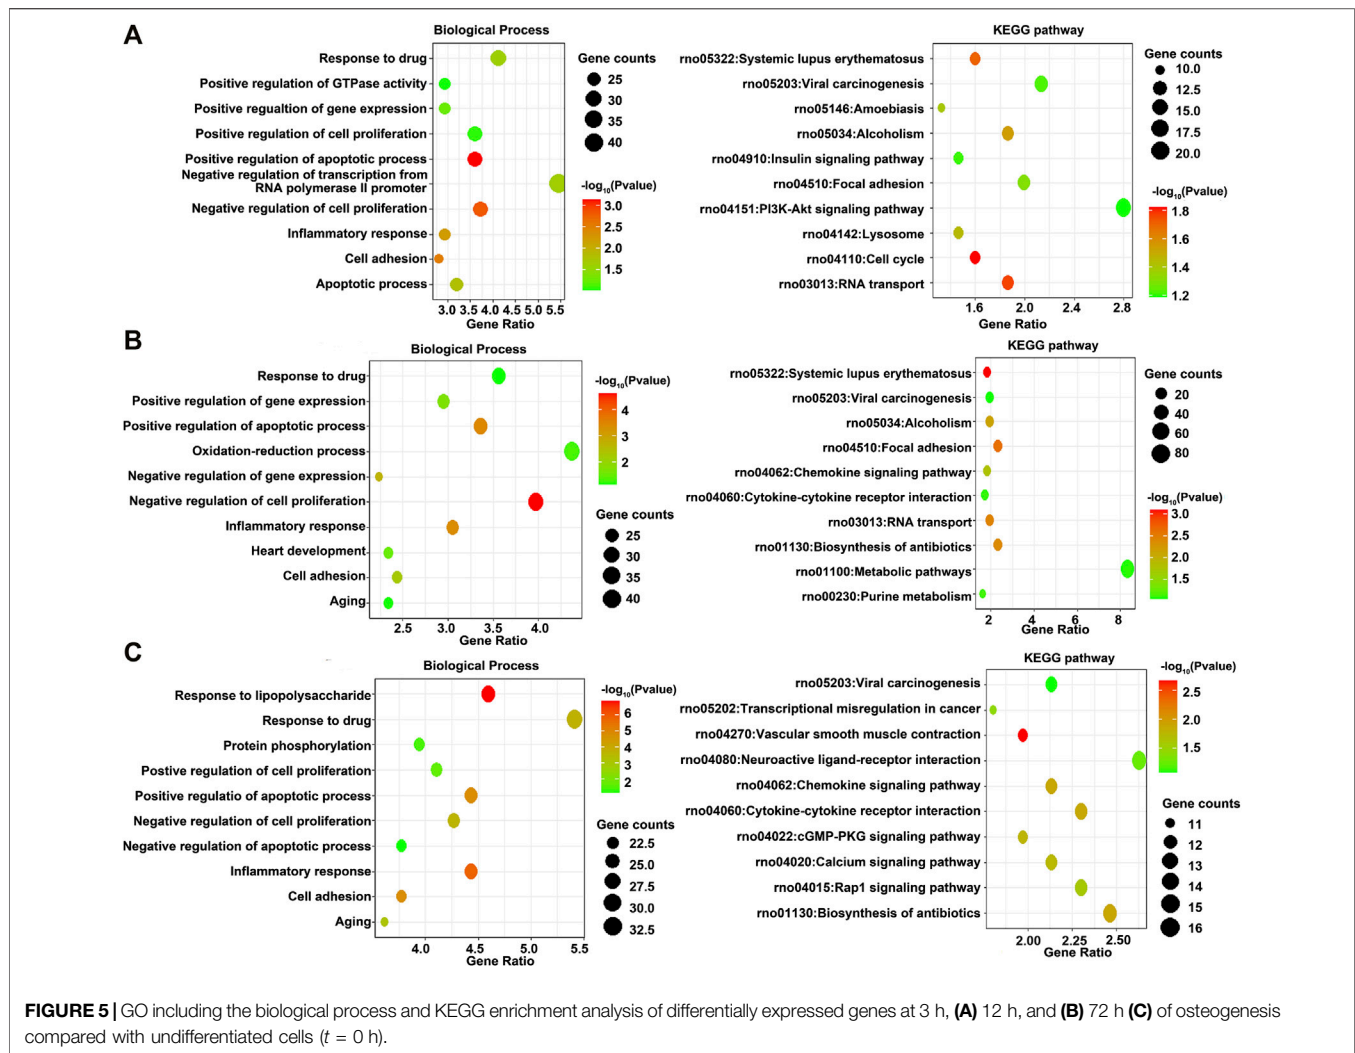 A
Biological Process
Response to drug
Positive regulation of GTPase activity
Positive regualtion of gene expression
Positive regulation of cell proliferation
Positive regulation of apoptotic process
Negative regulation of transcription from
RNA polymerase II promoter
Negative regulation of cell proliferation
Inflammatory response
Cell adhesion
Apoptotic process
3.0 3.5 4.0 4.5 5.0 5.5
Gene Ratio
Gene counts
25
30
35
40
-log10(Pvalue)
3.0
2.5
2.0
1.5
KEGG pathway
rno05322:Systemic lupus erythematosus
rno05203:Viral carcinogenesis
rno05146:Amoebiasis
rno05034:Alcoholism
rno04910:Insulin signaling pathway
rno04510:Focal adhesion
rno04151:PI3K-Akt signaling pathway
rno04142:Lysosome
rno04110:Cell cycle
rno03013:RNA transport
1.6 2.0 2.4 2.8
Gene Ratio
Gene counts
10.0
12.5
15.0
17.5
20.0
-log10(Pvalue)
1.8
1.6
1.4
1.2
B
Biological Process
Response to drug
Positive regulation of gene expression
Positive regulation of apoptotic process
Oxidation-reduction process
Negative regulation of gene expression
Negative regulation of cell proliferation
Inflammatory response
Heart development
Cell adhesion
Aging
2.5 3.0 3.5 4.0
Gene Ratio
-log10(Pvalue)
4
3
2
Gene counts
25
30
35
40
KEGG pathway
rno05322:Systemic lupus erythematosus
rno05203:Viral carcinogenesis
rno05034:Alcoholism
rno04510:Focal adhesion
rno04062:Chemokine signaling pathway
rno04060:Cytokine-cytokine receptor interaction
rno03013:RNA transport
rno01130:Biosynthesis of antibiotics
rno01100:Metabolic pathways
rno00230:Purine metabolism
2 4 6 8
Gene Ratio
Gene counts
20
40
60
80
-log10(Pvalue)
3.0
2.5
2.0
1.5
C
Biological Process
Response to lipopolysaccharide
Response to drug
Protein phosphorylation
Postive regulation of cell proliferation
Positive regulatio of apoptotic process
Negative regulation of cell proliferation
Negative regulation of apoptotic process
Inflammatory response
Cell adhesion
Aging
4.0 4.5 5.0 5.5
Gene Ratio
-log10(Pvalue)
6
5
4
3
2
Gene counts
22.5
25.0
27.5
30.0
32.5
KEGG pathway
rno05203:Viral carcinogenesis
rno05202:Transcriptional misregulation in cancer
rno04270:Vascular smooth muscle contraction
rno04080:Neuroactive ligand-receptor interaction
rno04062:Chemokine signaling pathway
rno04060:Cytokine-cytokine receptor interaction
rno04022:cGMP-PKG signaling pathway
rno04020:Calcium signaling pathway
rno04015:Rap1 signaling pathway
rno01130:Biosynthesis of antibiotics
2.00 2.25 2.50
Gene Ratio
-log10(Pvalue)
2.5
2.0
1.5
Gene counts
11
12
13
14
15
16
FIGURE 5 | GO including the biological process and KEGG enrichment analysis of differentially expressed genes at 3 h, (A) 12 h, and (B) 72 h (C) of osteogenesis
compared with undifferentiated cells (t = 0 h).